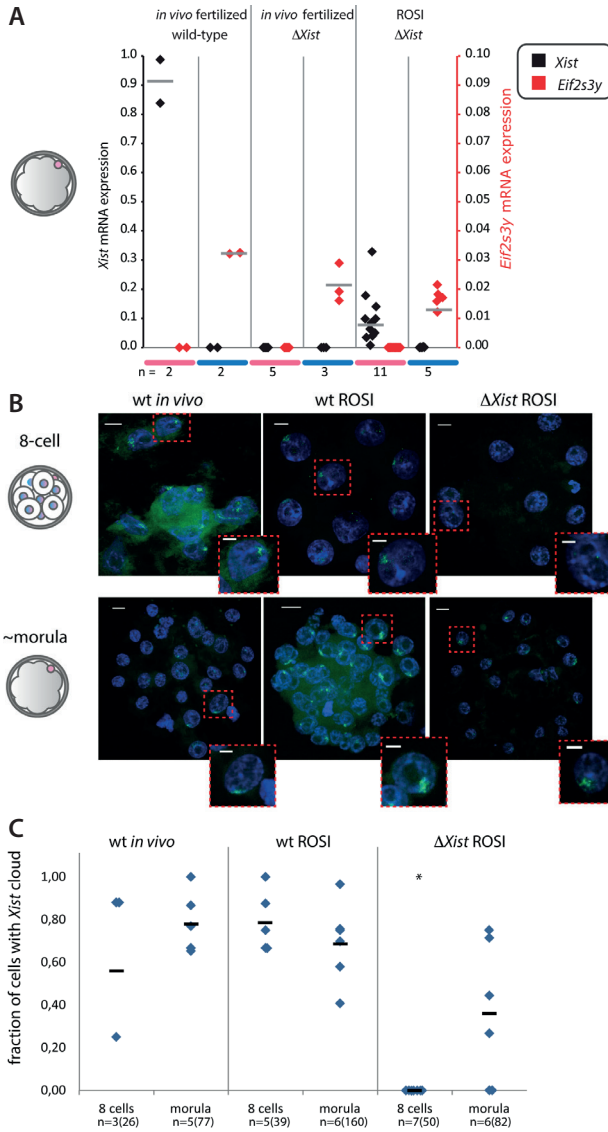 A
in vivo fertilized
wild-type
in vivo fertilized
ΔXist
ROSI
ΔXist
Xist
Eif2s3y
Xist mRNA expression
1.0
0.9
0.8
0.7
0.6
0.5
0.4
0.3
0.2
0.1
0.0
0.10
0.09
0.08
0.07
0.06
0.05
0.04
0.03
0.02
0.01
0.00
Eif2s3y mRNA expression
n = 2 2 5 3 11 5
B
wt in vivo wt ROSI ΔXist ROSI
8-cell
~morula
C
wt in vivo wt ROSI ΔXist ROSI
fraction of cells with Xist cloud
1,00
0,80
0,60
0,40
0,20
0,00
*
8 cells morula 8 cells morula 8 cells morula
n=3(26) n=5(77) n=5(39) n=6(160) n=7(50) n=6(82)